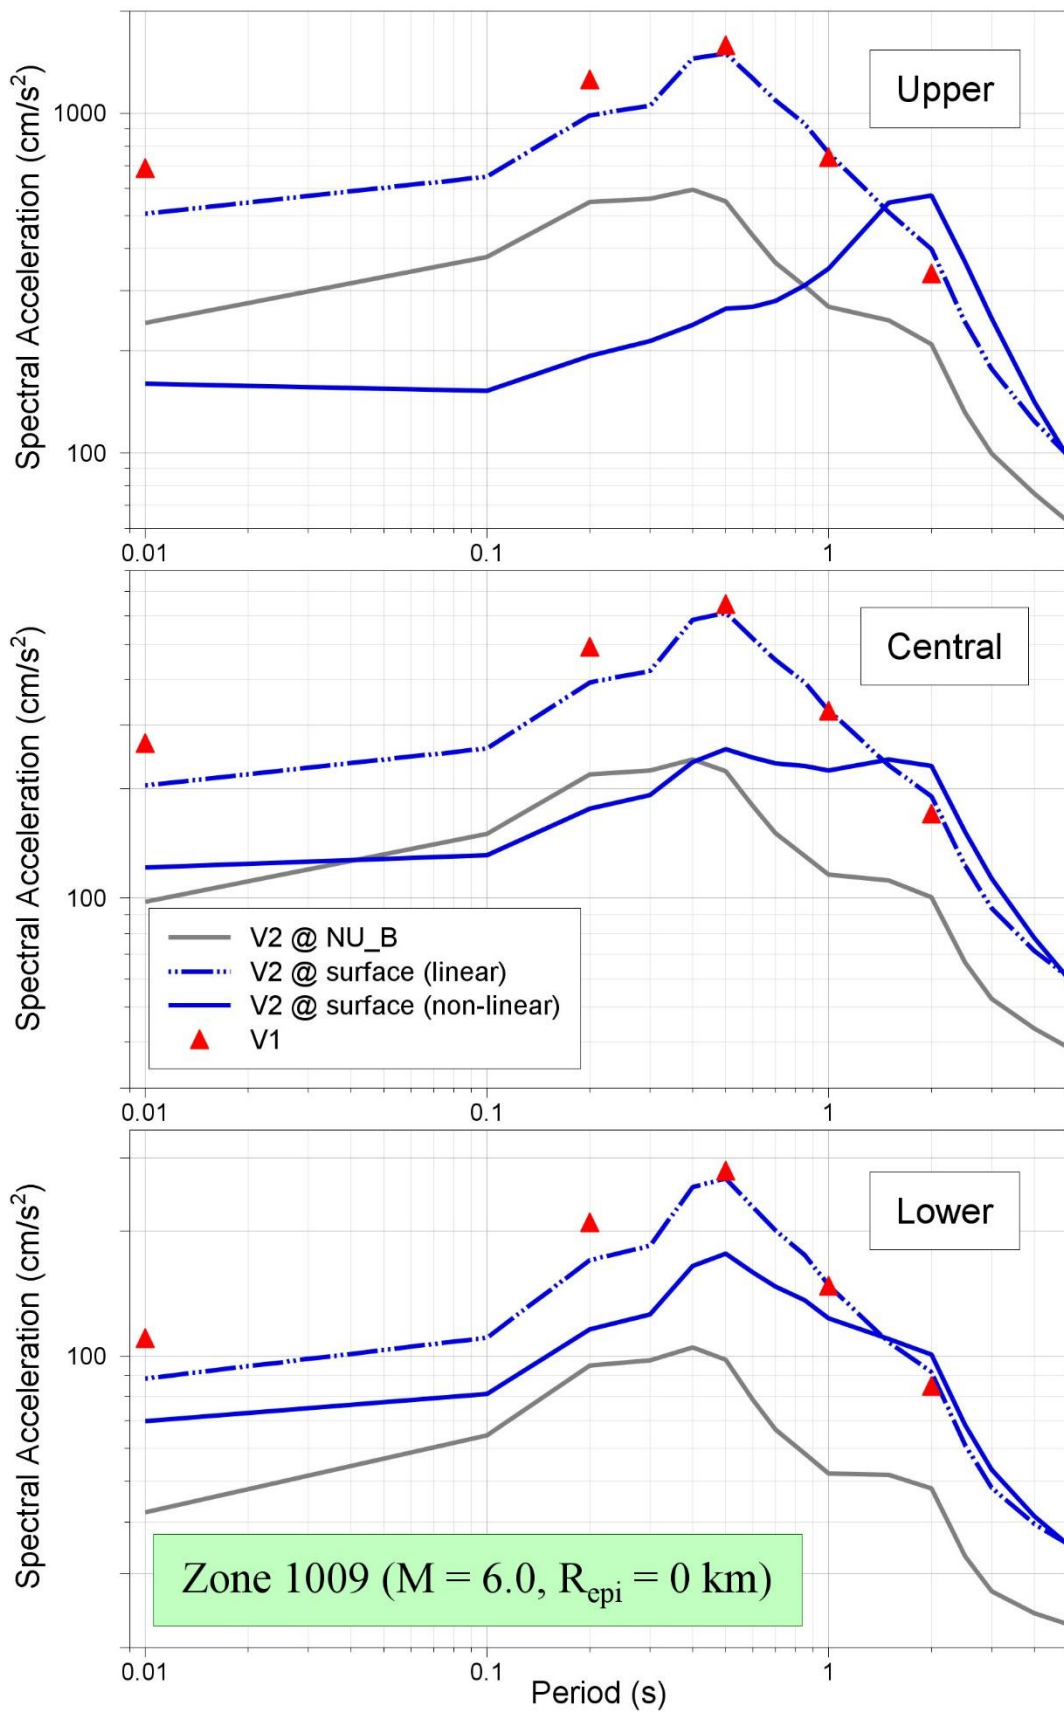 Spectral Acceleration (cm/s²)
Upper
1000
100
0.01 0.1 1
Spectral Acceleration (cm/s²)
Central
100
V2 @ NU_B
V2 @ surface (linear)
V2 @ surface (non-linear)
V1
0.01 0.1 1
Spectral Acceleration (cm/s²)
Lower
100
Zone 1009 (M = 6.0, Repi = 0 km)
0.01 0.1 1
Period (s)